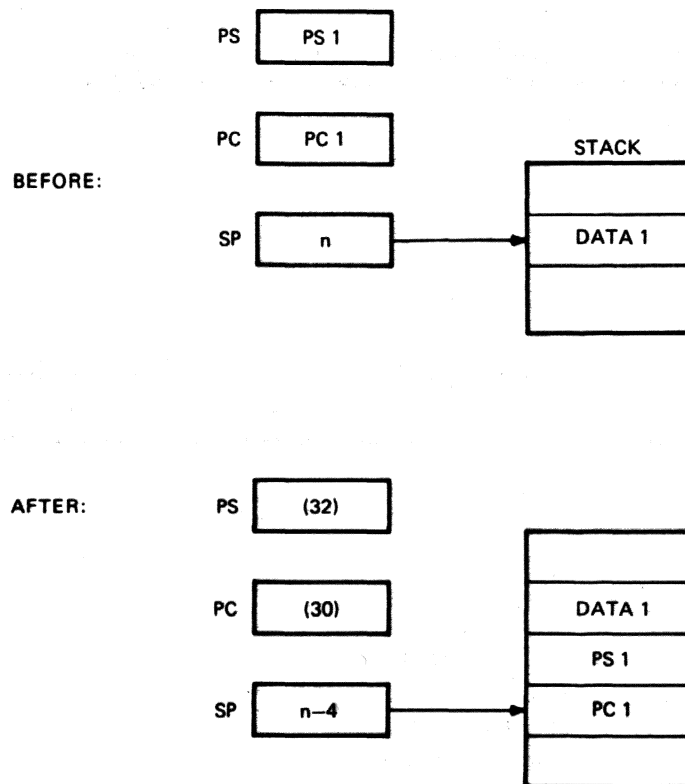 PS PS 1
PC PC 1
STACK
BEFORE:
SP n DATA 1
AFTER: PS (32)
PC (30) DATA 1
PS 1
SP n–4 PC 1